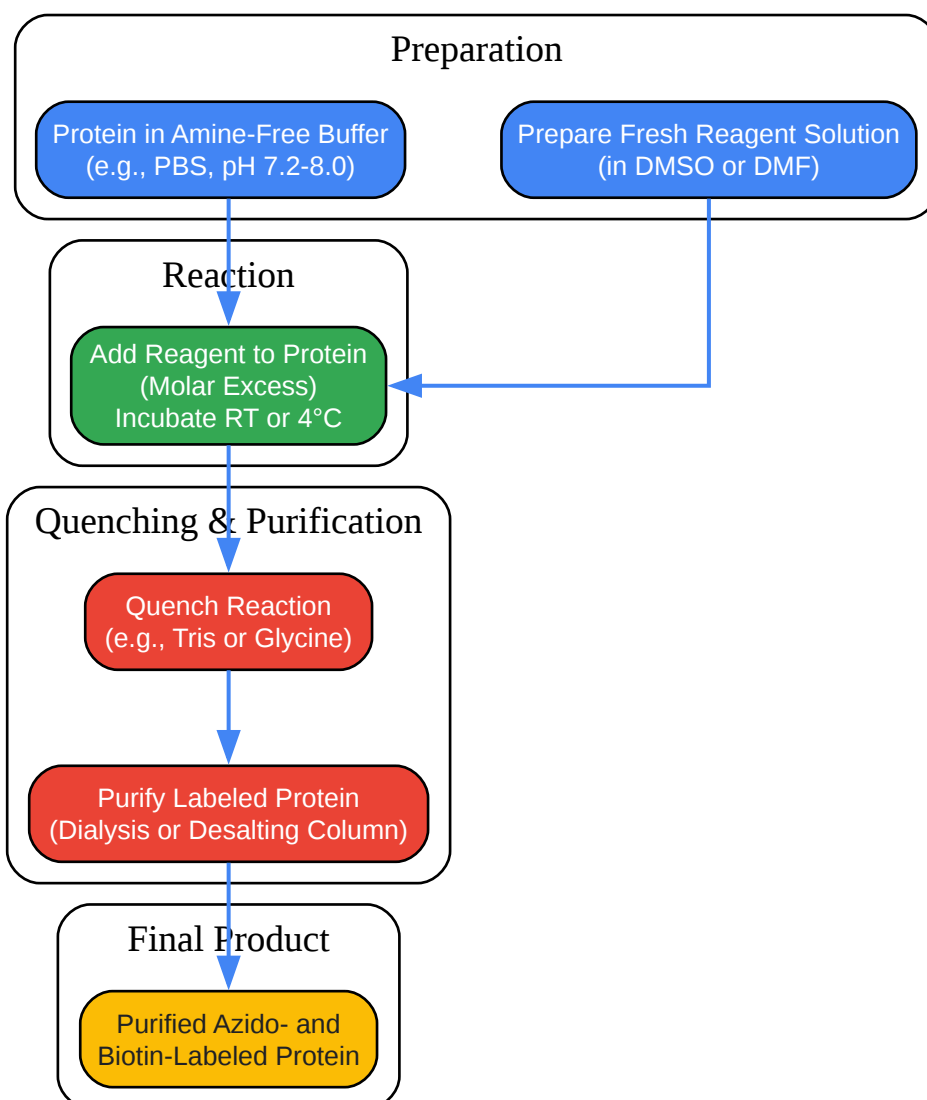 Preparation
Protein in Amine-Free Buffer
(e.g., PBS, pH 7.2-8.0)
Prepare Fresh Reagent Solution
(in DMSO or DMF)
Reaction
Add Reagent to Protein
(Molar Excess)
Incubate RT or 4°C
Quenching & Purification
Quench Reaction
(e.g., Tris or Glycine)
Purify Labeled Protein
(Dialysis or Desalting Column)
Final Product
Purified Azido- and
Biotin-Labeled Protein